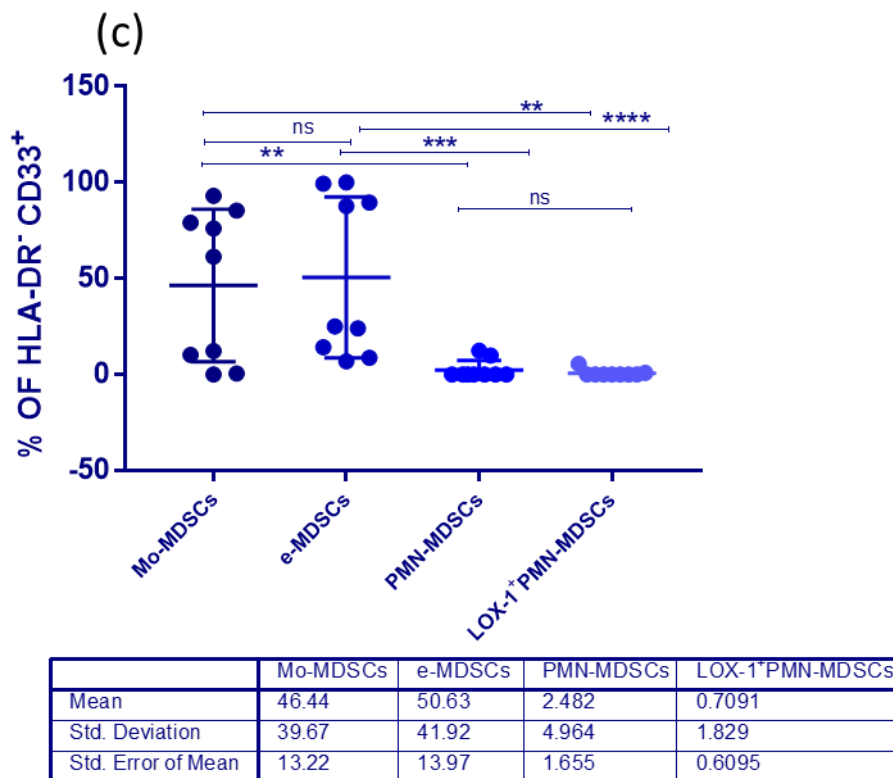 (c)
150
100
50
0
-50
% OF HLA-DR⁻ CD33⁺
**
ns
****
**
***
ns
Mo-MDSCs
e-MDSCs
PMN-MDSCs
LOX-1⁺PMN-MDSCs
Mo-MDSCs e-MDSCs PMN-MDSCs LOX-1⁺PMN-MDSCs
Mean 46.44 50.63 2.482 0.7091
Std. Deviation 39.67 41.92 4.964 1.829
Std. Error of Mean 13.22 13.97 1.655 0.6095